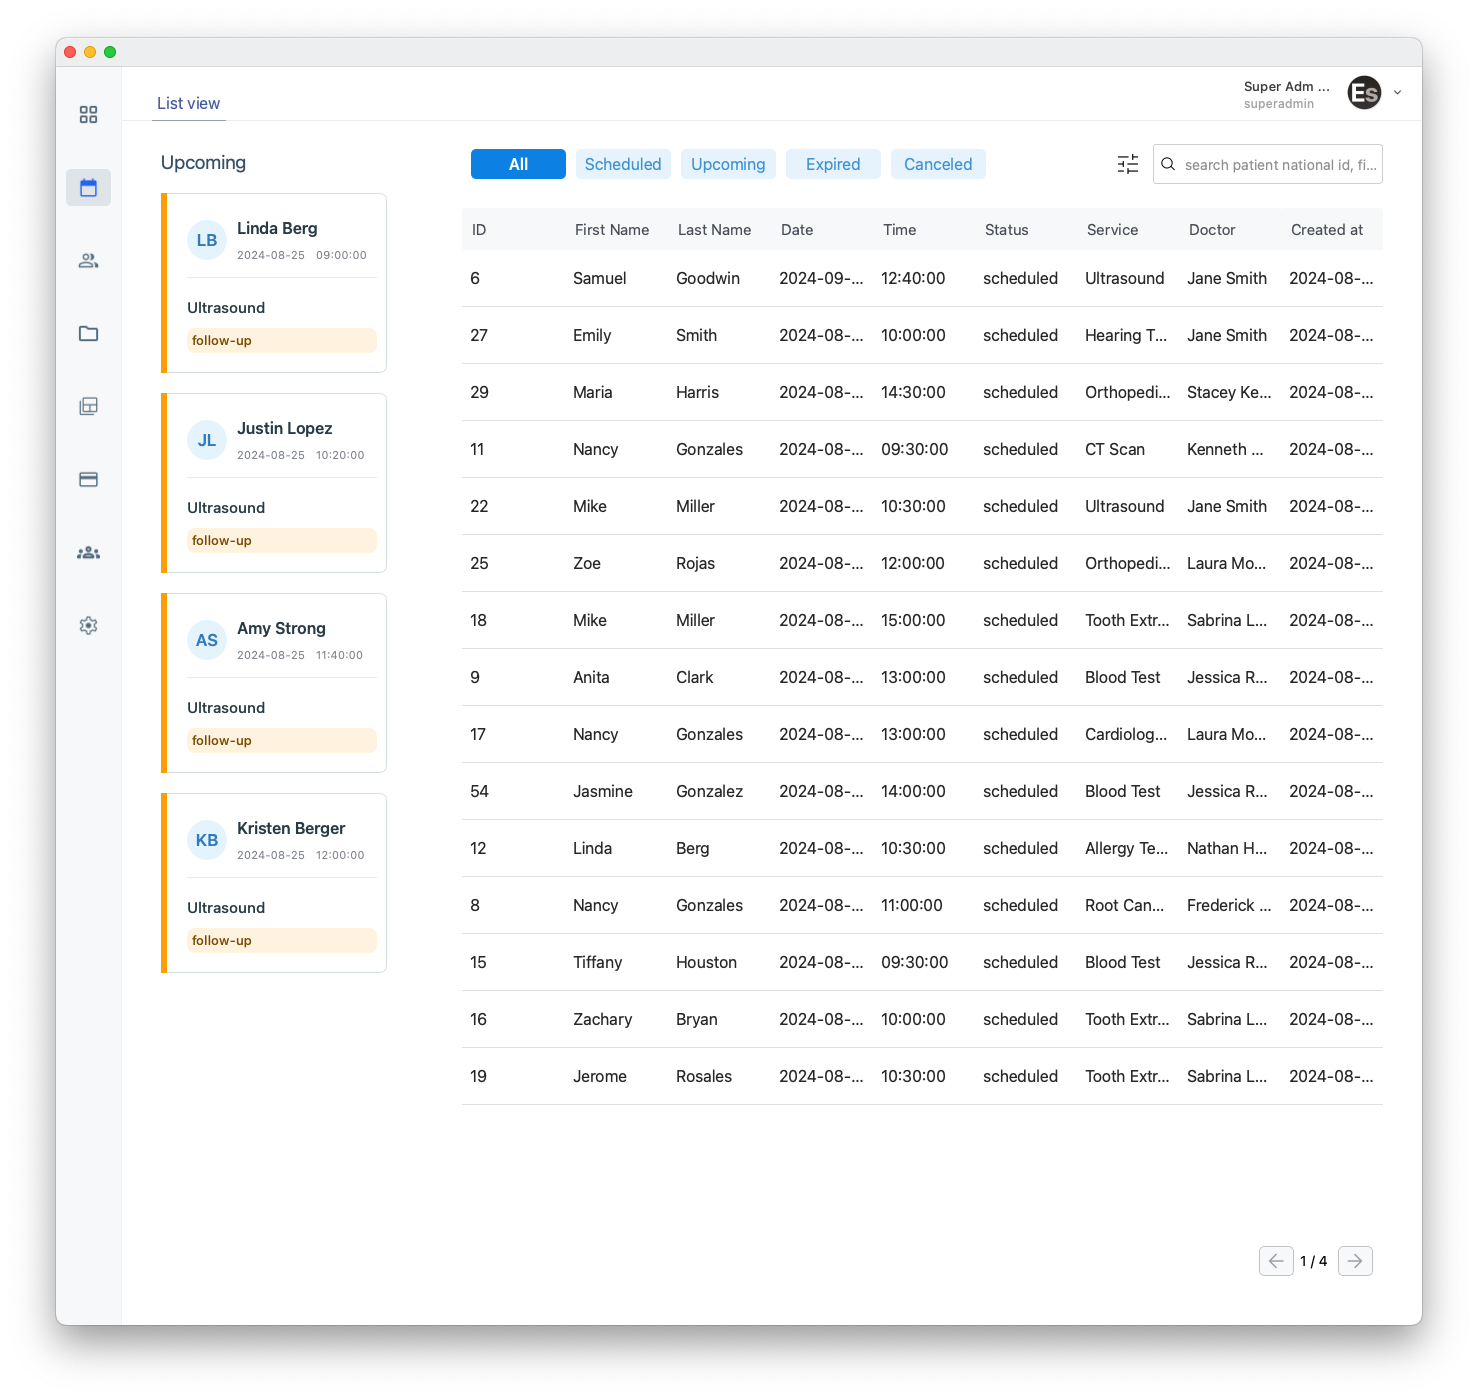 List view
Super Adm ...
superadmin
Es
Upcoming
LB
Linda Berg
2024-08-25 09:00:00
Ultrasound
follow-up
JL
Justin Lopez
2024-08-25 10:20:00
Ultrasound
follow-up
AS
Amy Strong
2024-08-25 11:40:00
Ultrasound
follow-up
KB
Kristen Berger
2024-08-25 12:00:00
Ultrasound
follow-up
All Scheduled Upcoming Expired Canceled
search patient national id, fi...
ID First Name Last Name Date Time Status Service Doctor Created at
6 Samuel Goodwin 2024-09-... 12:40:00 scheduled Ultrasound Jane Smith 2024-08-...
27 Emily Smith 2024-08-... 10:00:00 scheduled Hearing T... Jane Smith 2024-08-...
29 Maria Harris 2024-08-... 14:30:00 scheduled Orthopedi... Stacey Ke... 2024-08-...
11 Nancy Gonzales 2024-08-... 09:30:00 scheduled CT Scan Kenneth ... 2024-08-...
22 Mike Miller 2024-08-... 10:30:00 scheduled Ultrasound Jane Smith 2024-08-...
25 Zoe Rojas 2024-08-... 12:00:00 scheduled Orthopedi... Laura Mo... 2024-08-...
18 Mike Miller 2024-08-... 15:00:00 scheduled Tooth Extr... Sabrina L... 2024-08-...
9 Anita Clark 2024-08-... 13:00:00 scheduled Blood Test Jessica R... 2024-08-...
17 Nancy Gonzales 2024-08-... 13:00:00 scheduled Cardiolog... Laura Mo... 2024-08-...
54 Jasmine Gonzalez 2024-08-... 14:00:00 scheduled Blood Test Jessica R... 2024-08-...
12 Linda Berg 2024-08-... 10:30:00 scheduled Allergy Te... Nathan H... 2024-08-...
8 Nancy Gonzales 2024-08-... 11:00:00 scheduled Root Can... Frederick ... 2024-08-...
15 Tiffany Houston 2024-08-... 09:30:00 scheduled Blood Test Jessica R... 2024-08-...
16 Zachary Bryan 2024-08-... 10:00:00 scheduled Tooth Extr... Sabrina L... 2024-08-...
19 Jerome Rosales 2024-08-... 10:30:00 scheduled Tooth Extr... Sabrina L... 2024-08-...
1 / 4